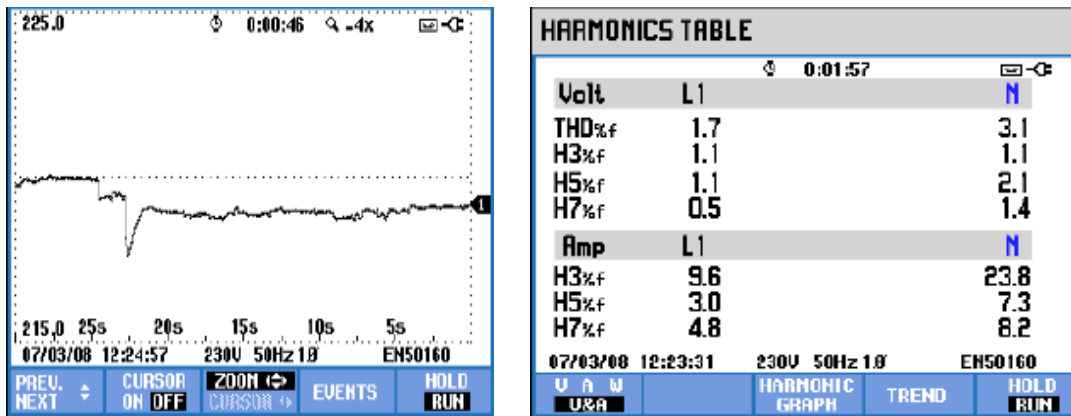 225.0 0:00:46 -4x
1
215.0 25s 20s 15s 10s 5s
07/03/08 12:24:57 230V 50Hz 1Ø EN50160
PREV. NEXT CURSOR ON OFF ZOOM CURSOR EVENTS HOLD RUN
HARMONICS TABLE
0:01:57
Volt L1 N
THD%f 1.7 3.1
H3%f 1.1 1.1
H5%f 1.1 2.1
H7%f 0.5 1.4
Amp L1 N
H3%f 9.6 23.8
H5%f 3.0 7.3
H7%f 4.8 8.2
07/03/08 12:23:31 230V 50Hz 1Ø EN50160
V A W U&A HARMONIC GRAPH TREND HOLD RUN